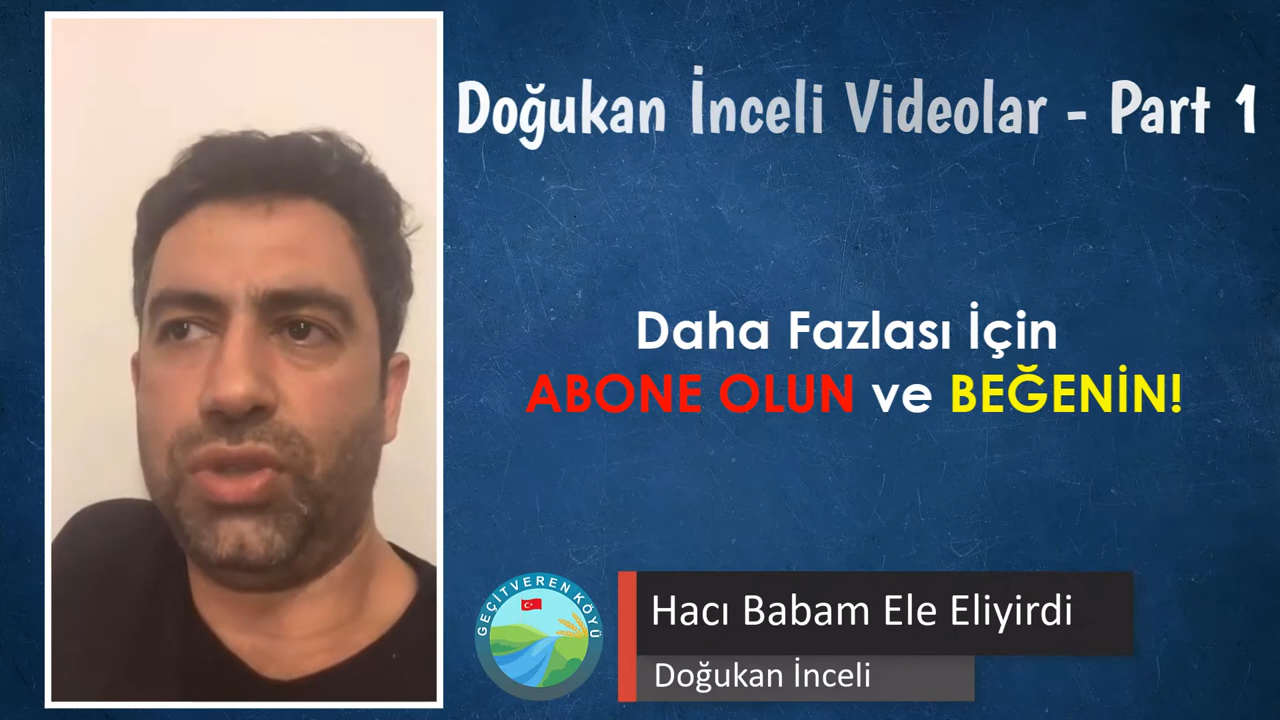 Doğukan İnceli Videolar - Part 1
Daha Fazlası İçin
ABONE OLUN ve BEĞENİN!
GEÇİTVEREN KÖYÜ
Hacı Babam Ele Eliyirdi
Doğukan İnceli